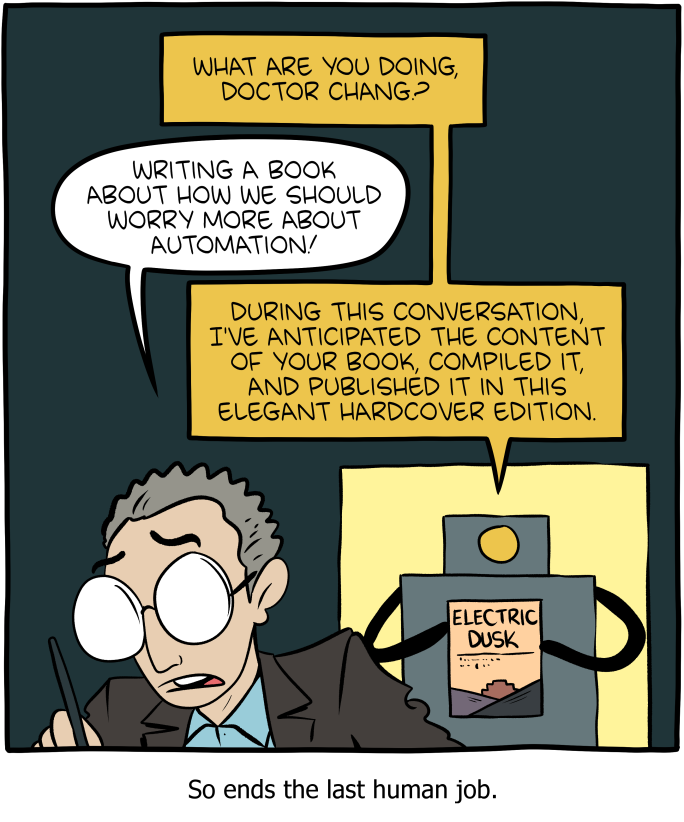 WHAT ARE YOU DOING,
DOCTOR CHANG?
WRITING A BOOK
ABOUT HOW WE SHOULD
WORRY MORE ABOUT
AUTOMATION!
DURING THIS CONVERSATION,
I'VE ANTICIPATED THE CONTENT
OF YOUR BOOK, COMPILED IT,
AND PUBLISHED IT IN THIS
ELEGANT HARDCOVER EDITION.
ELECTRIC
DUSK
So ends the last human job.